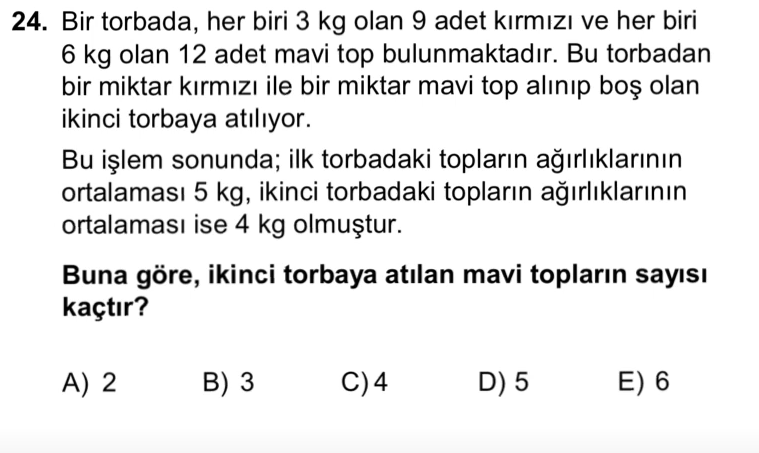 24. Bir torbada, her biri 3 kg olan 9 adet kırmızı ve her biri
6 kg olan 12 adet mavi top bulunmaktadır. Bu torbadan
bir miktar kırmızı ile bir miktar mavi top alınıp boş olan
ikinci torbaya atılıyor.
Bu işlem sonunda; ilk torbadaki topların ağırlıklarının
ortalaması 5 kg, ikinci torbadaki topların ağırlıklarının
ortalaması ise 4 kg olmuştur.
Buna göre, ikinci torbaya atılan mavi topların sayısı
kaçtır?
A) 2 B) 3 C) 4 D) 5 E) 6